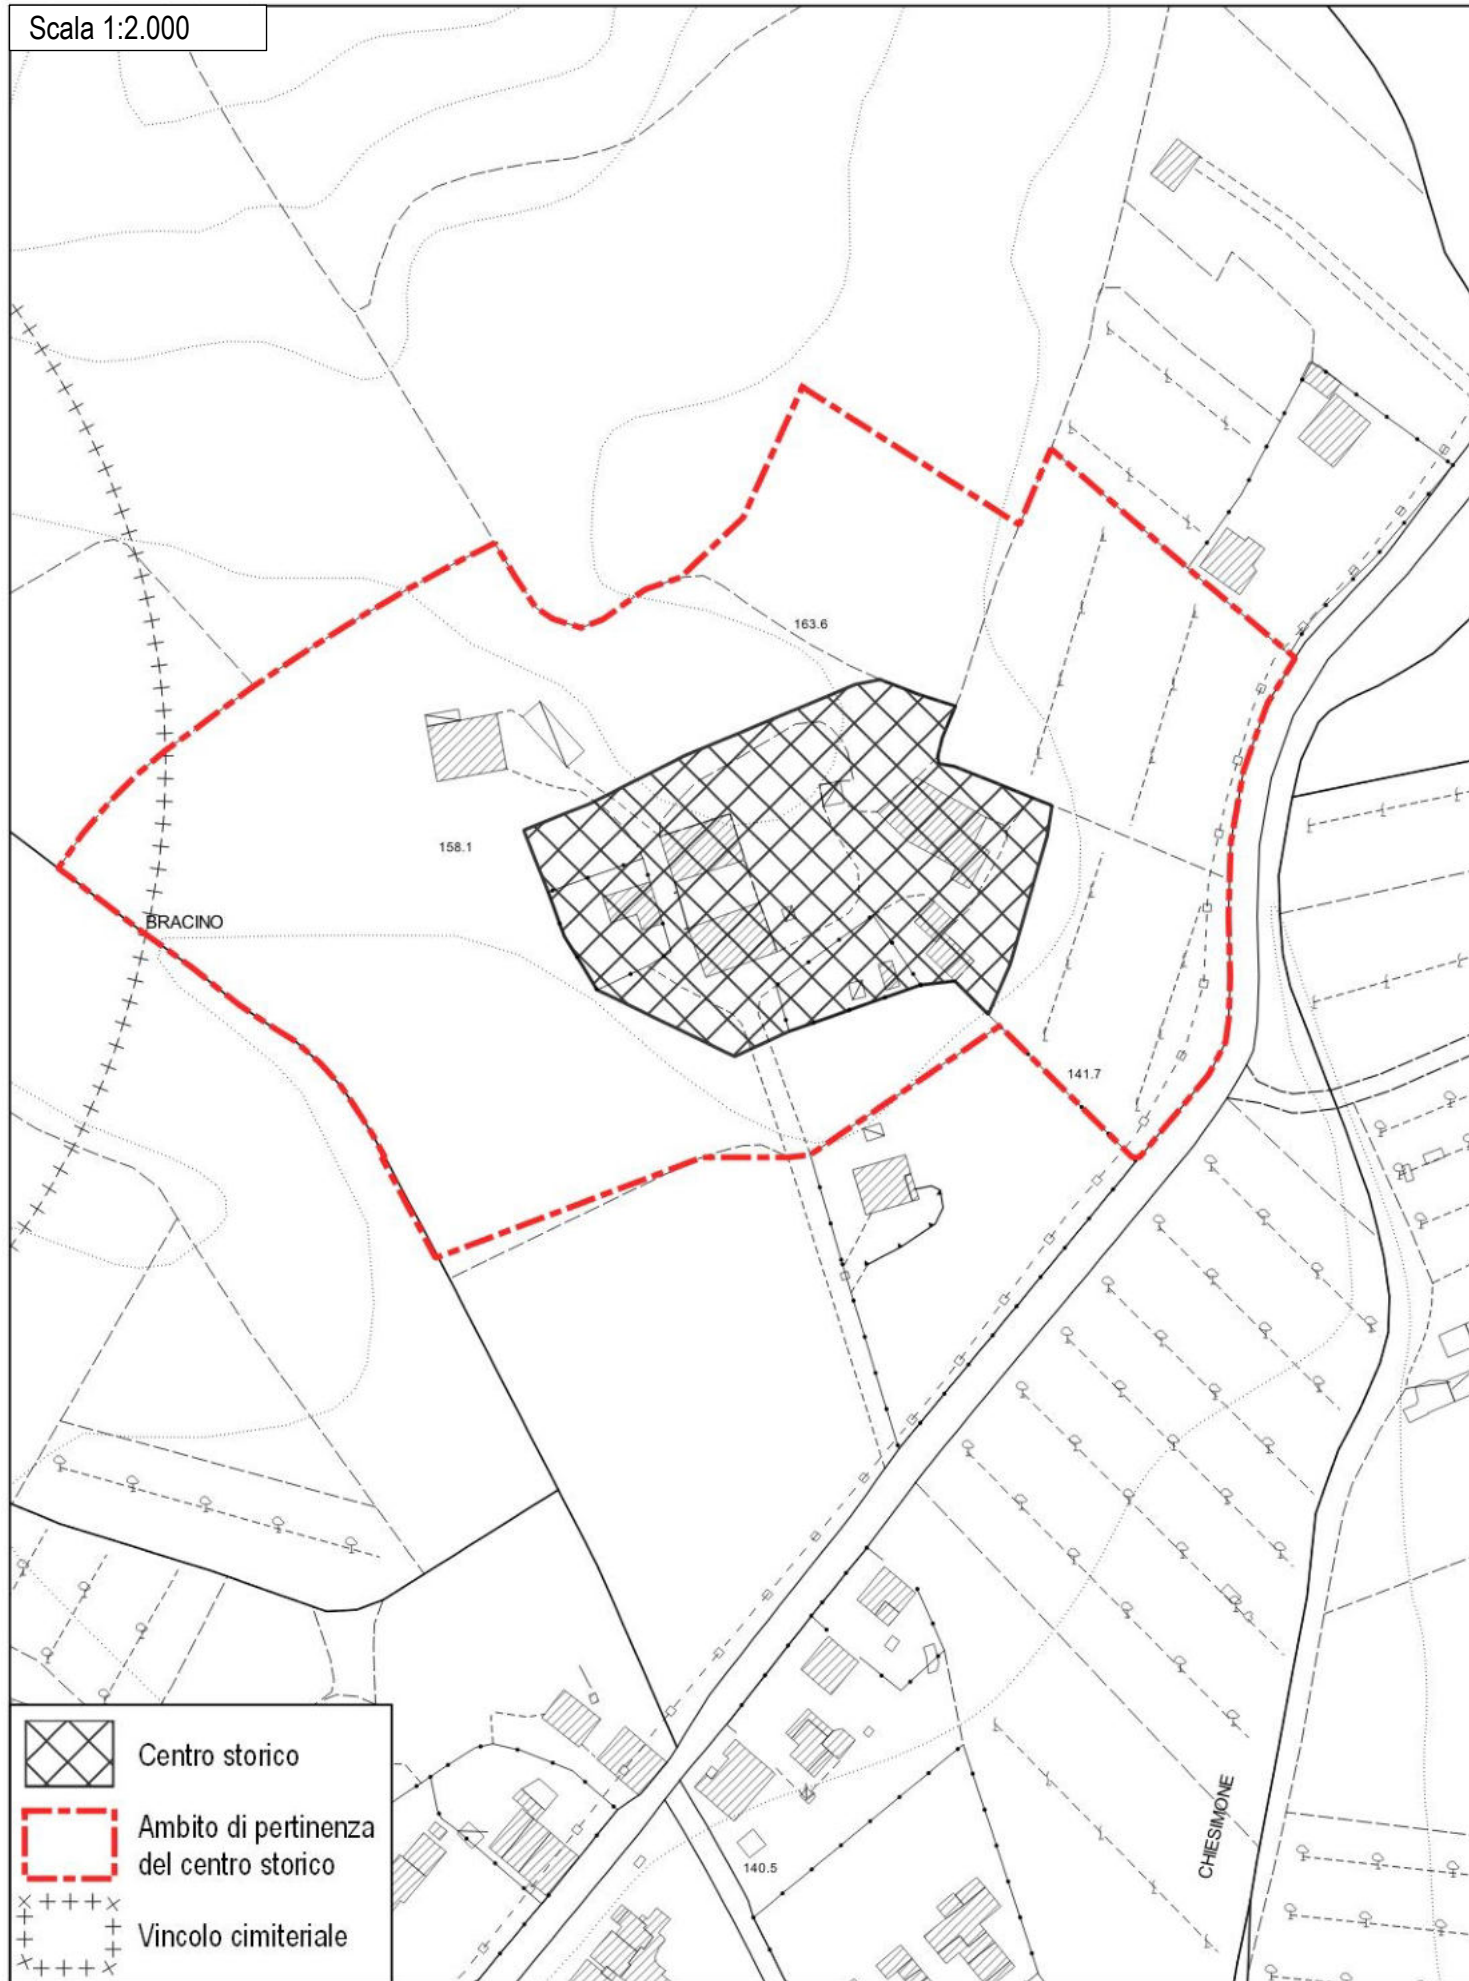 Scala 1:2.000
163.6
158.1
BRACINO
141.7
CHIESIMONE
140.5
Centro storico
Ambito di pertinenza
del centro storico
Vincolo cimiteriale